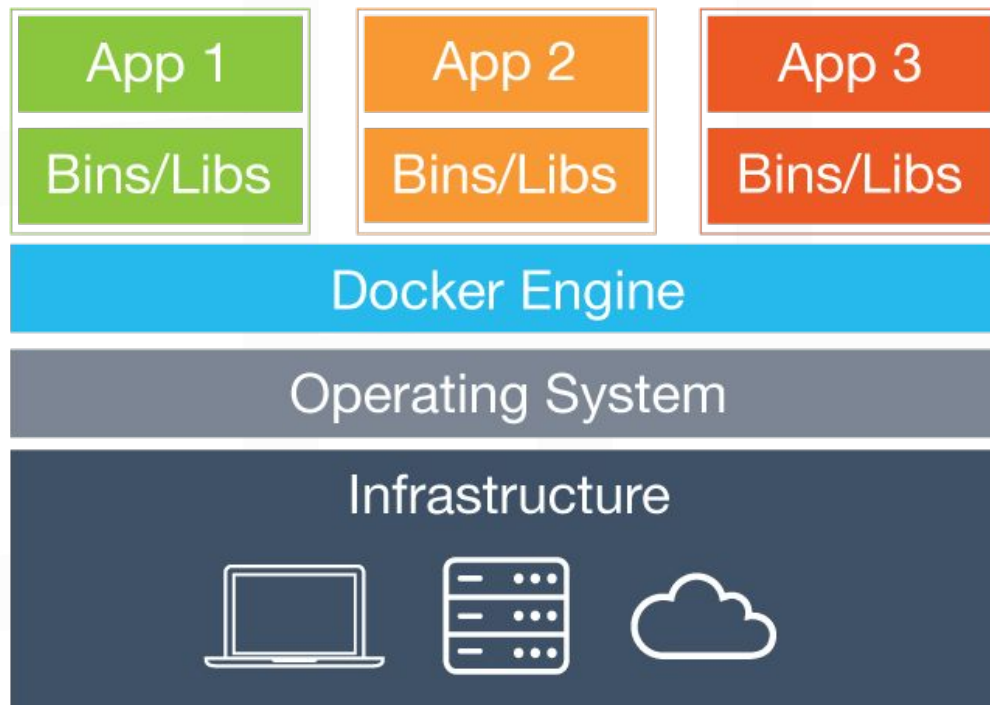 App 1
App 2
App 3
Bins/Libs
Bins/Libs
Bins/Libs
Docker Engine
Operating System
Infrastructure